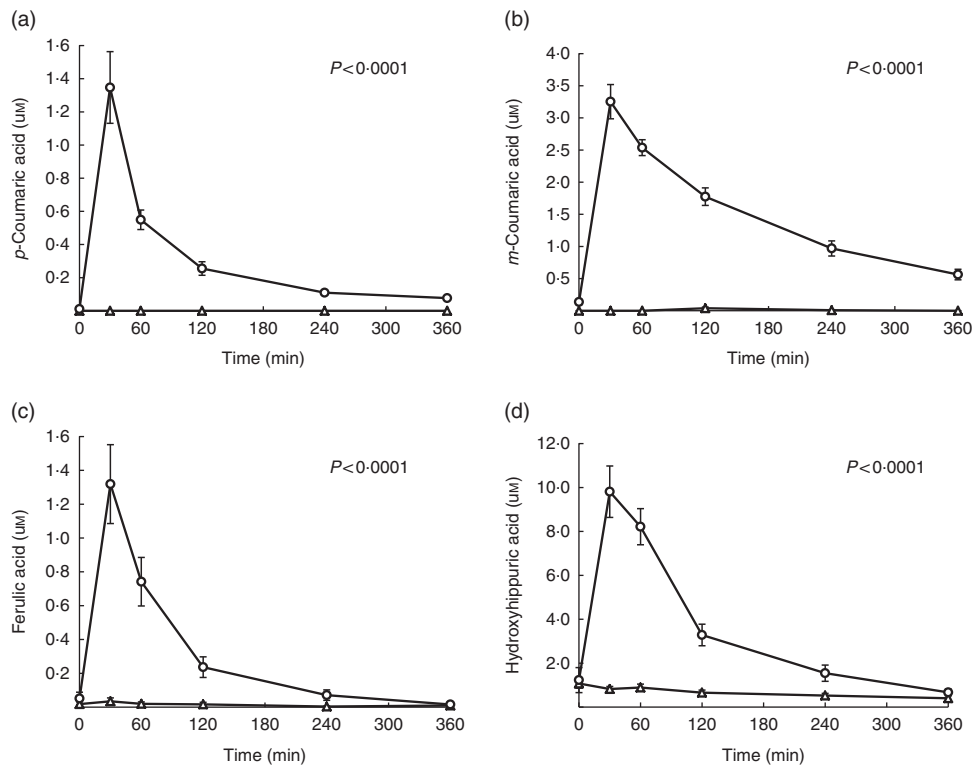 (a)
1·6
1·4
1·2
1·0
0·8
0·6
0·4
0·2
p-Coumaric acid (uM)
P<0·0001
0 60 120 180 240 300 360
Time (min)
(b)
4·0
3·5
3·0
2·5
2·0
1·5
1·0
0·5
m-Coumaric acid (uM)
P<0·0001
0 60 120 180 240 300 360
Time (min)
(c)
1·6
1·4
1·2
1·0
0·8
0·6
0·4
0·2
Ferulic acid (uM)
P<0·0001
0 60 120 180 240 300 360
Time (min)
(d)
12·0
10·0
8·0
6·0
4·0
2·0
Hydroxyhippuric acid (uM)
P<0·0001
0 60 120 180 240 300 360
Time (min)